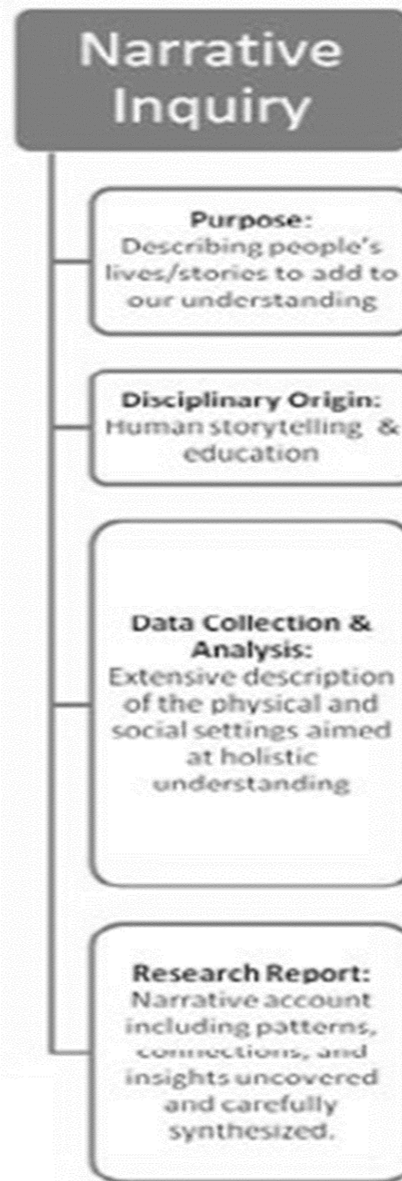 Narrative
Inquiry
Purpose:
Describing people's
lives/stories to add to
our understanding
Disciplinary Origin:
Human storytelling &
education
Data Collection &
Analysis:
Extensive description
of the physical and
social settings aimed
at holistic
understanding
Research Report:
Narrative account
including patterns,
connections, and
insights uncovered
and carefully
synthesized.